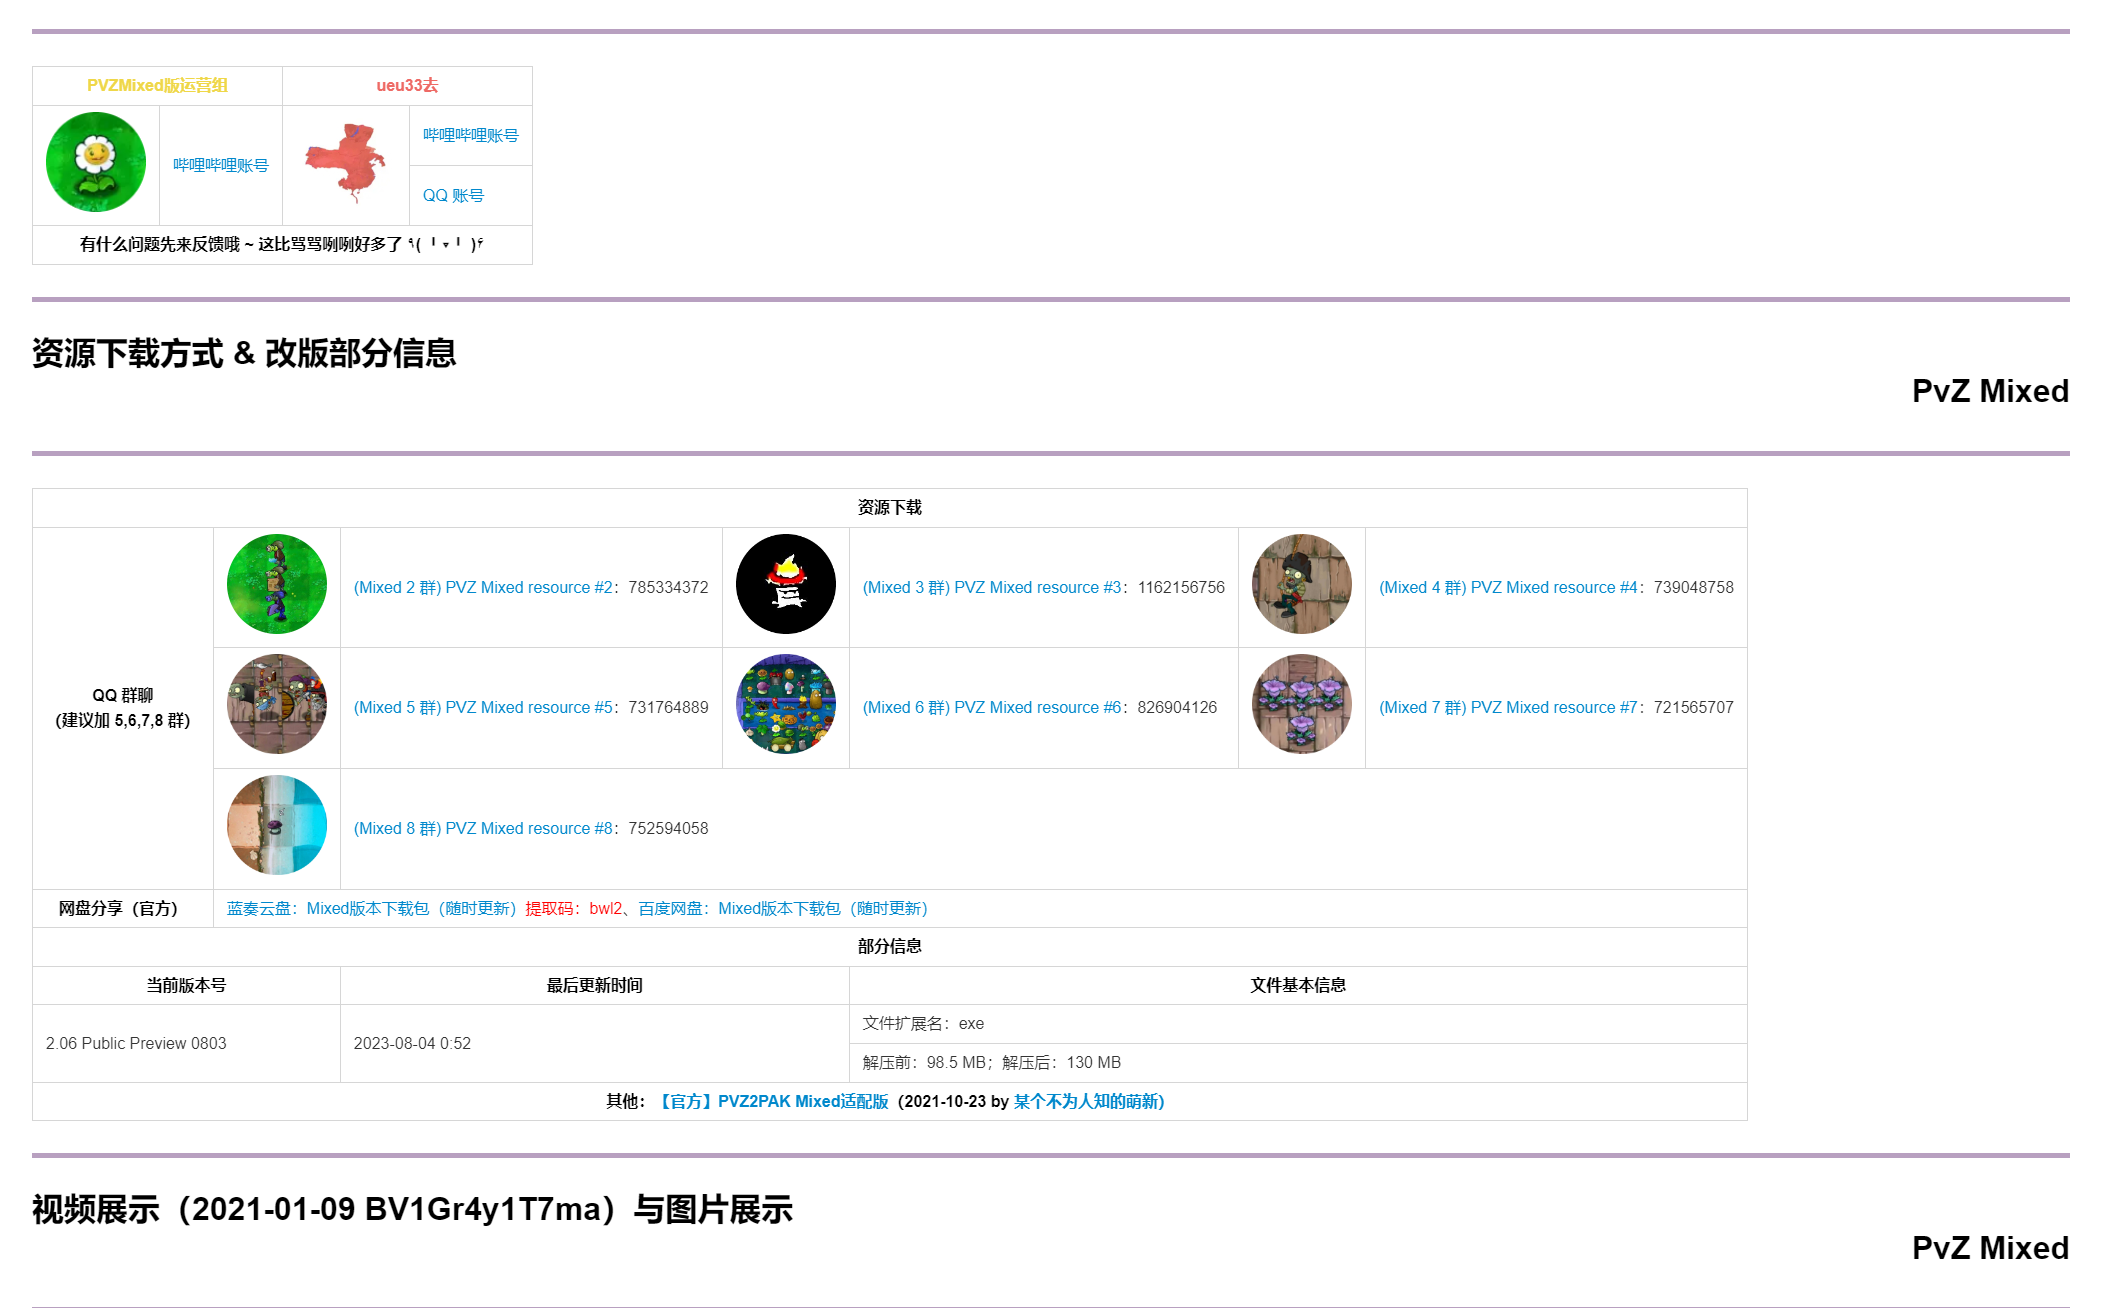 PVZMixed版运营组
ueu33去
哔哩哔哩账号
哔哩哔哩账号
QQ 账号
有什么问题先来反馈哦 ~ 这比骂骂咧咧好多了
资源下载方式 & 改版部分信息
PvZ Mixed
资源下载
QQ 群聊
(建议加 5,6,7,8 群)
(Mixed 2 群) PVZ Mixed resource #2：785334372
(Mixed 3 群) PVZ Mixed resource #3：1162156756
(Mixed 4 群) PVZ Mixed resource #4：739048758
(Mixed 5 群) PVZ Mixed resource #5：731764889
(Mixed 6 群) PVZ Mixed resource #6：826904126
(Mixed 7 群) PVZ Mixed resource #7：721565707
(Mixed 8 群) PVZ Mixed resource #8：752594058
网盘分享（官方）
蓝奏云盘：Mixed版本下载包（随时更新）提取码：bwl2、百度网盘：Mixed版本下载包（随时更新）
部分信息
当前版本号
最后更新时间
文件基本信息
2.06 Public Preview 0803
2023-08-04 0:52
文件扩展名：exe
解压前：98.5 MB；解压后：130 MB
其他：【官方】PVZ2PAK Mixed适配版（2021-10-23 by 某个不为人知的萌新）
视频展示（2021-01-09 BV1Gr4y1T7ma）与图片展示
PvZ Mixed